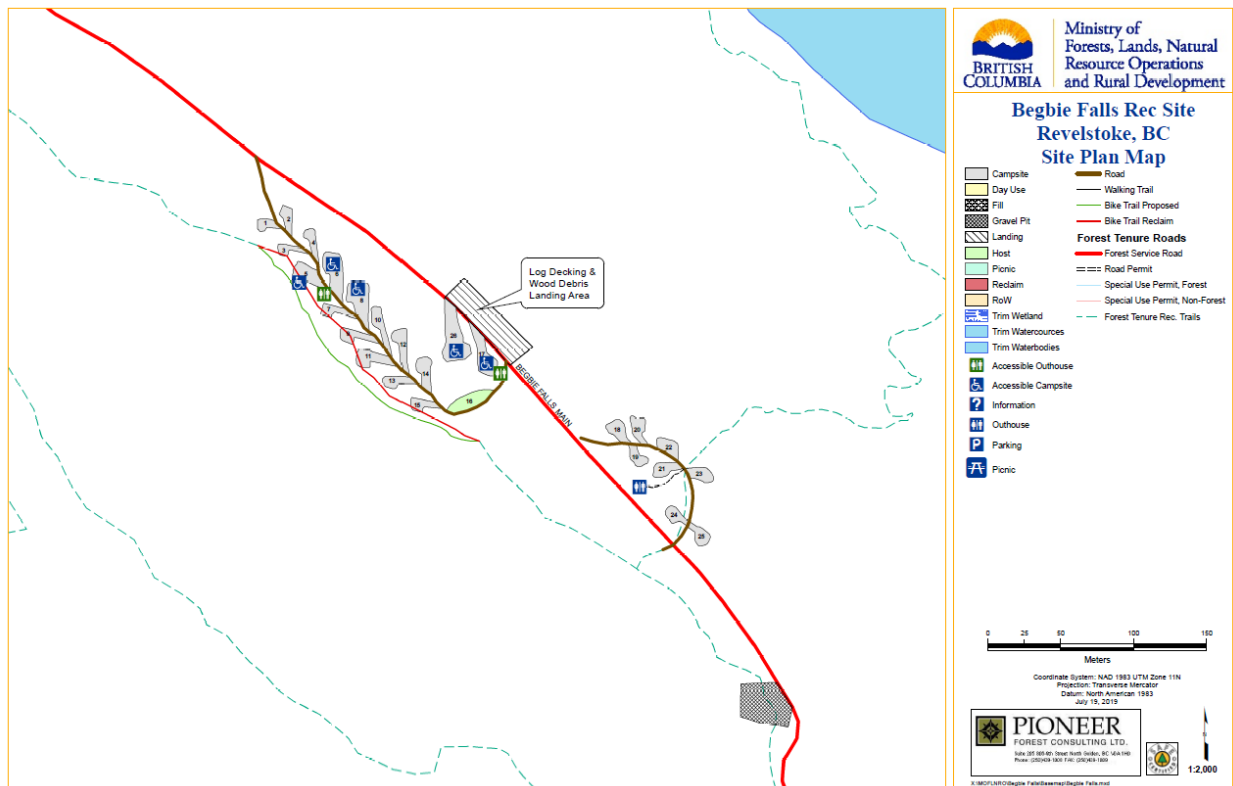 BRITISH
COLUMBIA
Ministry of
Forests, Lands, Natural
Resource Operations
and Rural Development
Begbie Falls Rec Site
Revelstoke, BC
Site Plan Map
Campsite
Day Use
Fill
Gravel Pit
Landing
Host
Picnic
Reclaim
RoW
Trim Wetland
Trim Watercources
Trim Waterbodies
Accessible Outhouse
Accessible Campsite
Information
Outhouse
Parking
Picnic
Road
Walking Trail
Bike Trail Proposed
Bike Trail Reclaim
Forest Tenure Roads
Forest Service Road
Road Permit
Special Use Permit, Forest
Special Use Permit, Non-Forest
Forest Tenure Rec. Trails
Log Decking &
Wood Debris
Landing Area
BEGBIE FALLS MAIN
1
2
3
4
5
6
7
8
9
10
11
12
13
14
15
16
17
26
18
20
19
22
21
23
24
25
0 25 50 100 150
Meters
Coordinate System: NAD 1983 UTM Zone 11N
Projection: Transverse Mercator
Datum: North American 1983
July 19, 2019
PIONEER
FOREST CONSULTING LTD.
1:2,000